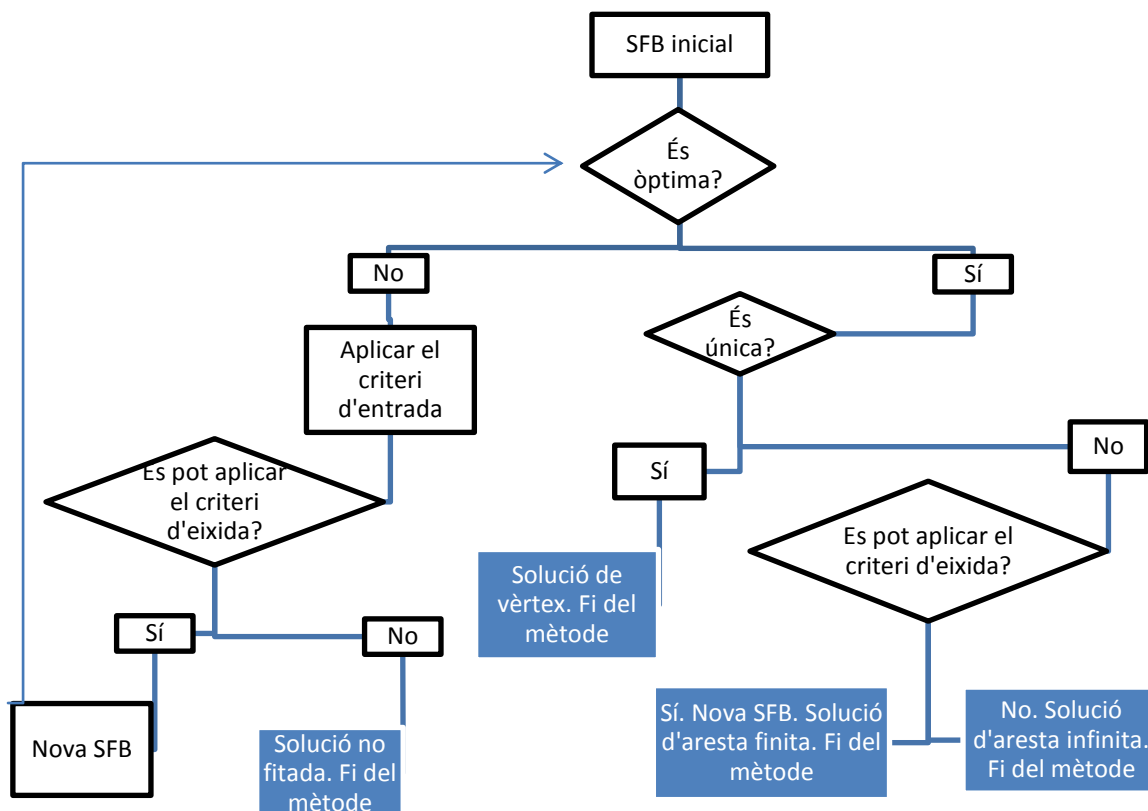 SFB inicial
És
òptima?
No
Sí
És
única?
Aplicar el
criteri
d'entrada
Sí
No
Es pot aplicar
el criteri
d'eixida?
Es pot aplicar el
criteri d'eixida?
Solució de
vèrtex. Fi del
mètode
Sí
No
Nova SFB
Solució no
fitada. Fi del
mètode
Sí. Nova SFB. Solució
d'aresta finita. Fi del
mètode
No. Solució
d'aresta infinita.
Fi del mètode